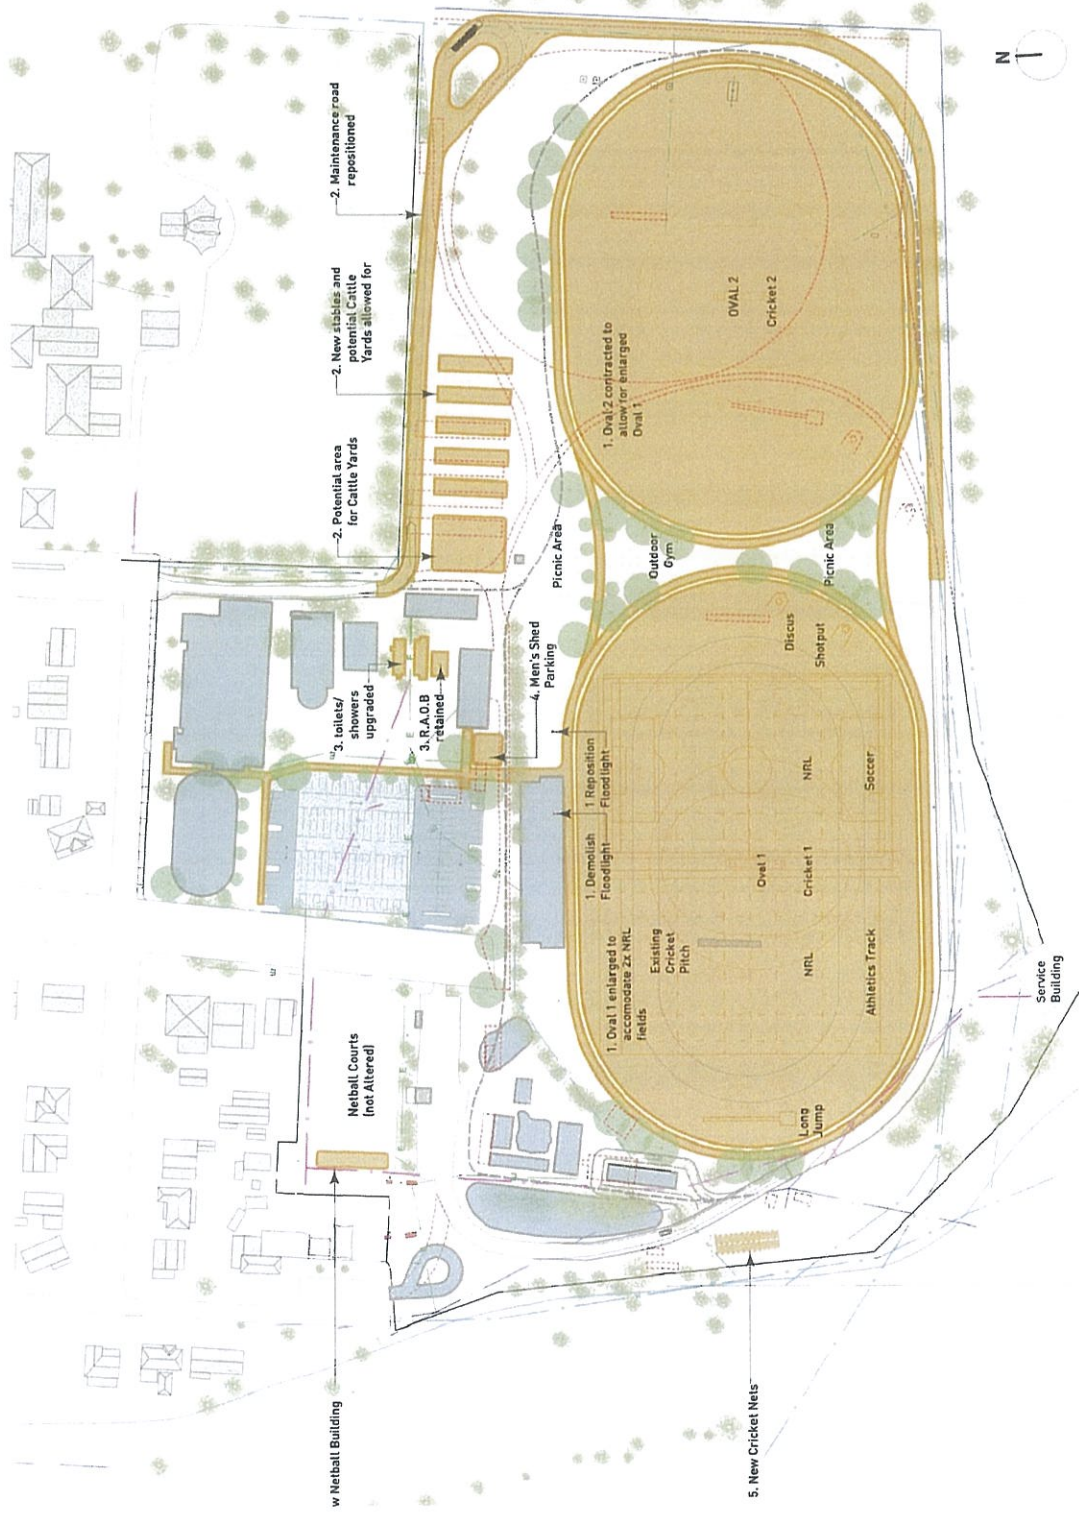 N
2. Maintenance road
repositioned
2. New stables and
potential Cattle
Yards allowed for
2. Potential area
for Cattle Yards
3. toilets/
showers
upgraded
3. R.A.O.B
retained
4. Men's Shed
Parking
Picnic Area
Outdoor
Gym
Picnic Area
1. Oval 2 contracted to
allow for enlarged
Oval 1
OVAL 2
Cricket 2
1 Reposition
Floodlight
1. Demolish
Floodlight
Discus
Shotput
NRL
Soccer
Oval 1
Cricket 1
1. Oval 1 enlarged to
accomodate 2x NRL
fields
Existing
Cricket
Pitch
NRL
Athletics Track
Long
Jump
Netball Courts
(not Altered)
w Netball Building
5. New Cricket Nets
Service
Building